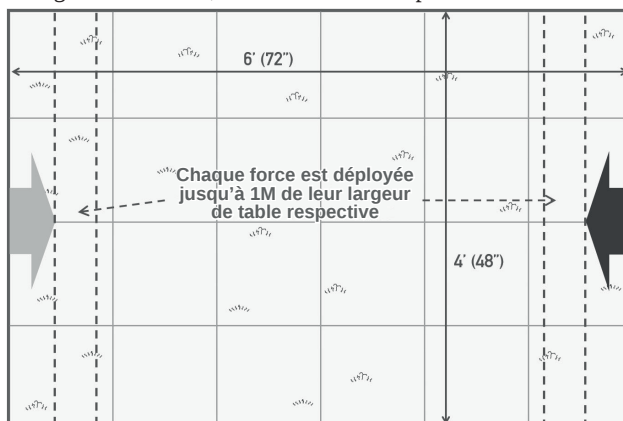 6' (72")
Chaque force est déployée
jusqu'à 1M de leur largeur
de table respective
4' (48")